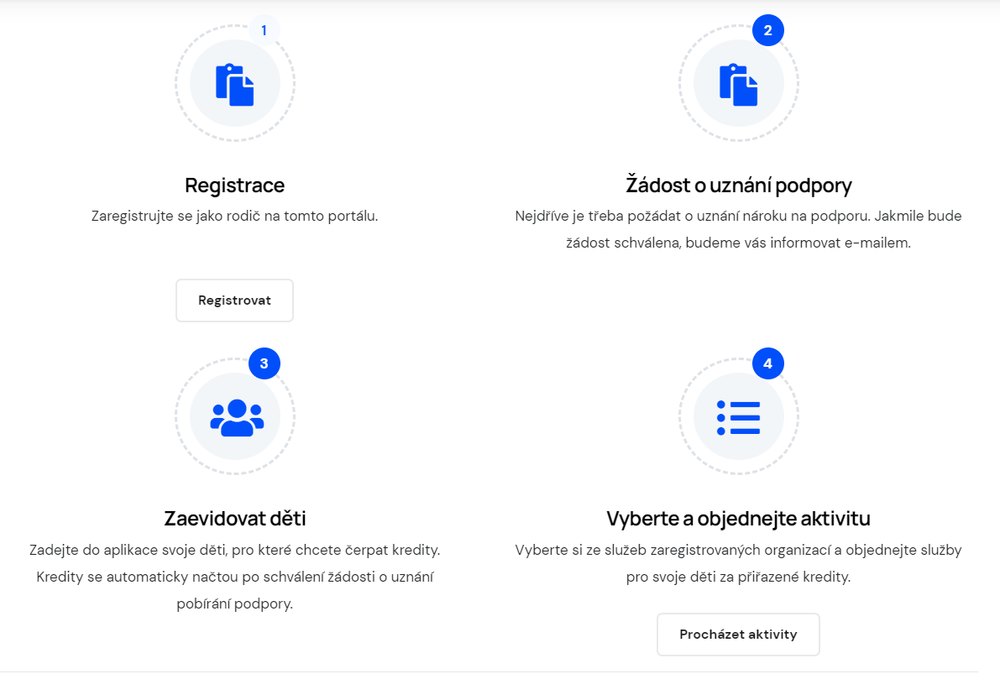 1
Registrace
Zaregistrujte se jako rodič na tomto portálu.
Registrovat
2
Žádost o uznání podpory
Nejdříve je třeba požádat o uznání nároku na podporu. Jakmile bude
žádost schválena, budeme vás informovat e-mailem.
3
Zaevidovat děti
Zadejte do aplikace svoje děti, pro které chcete čerpat kredity.
Kredity se automaticky načtou po schválení žádosti o uznání
pobírání podpory.
4
Vyberte a objednejte aktivitu
Vyberte si ze služeb zaregistrovaných organizací a objednejte služby
pro svoje děti za přiřazené kredity.
Procházet aktivity